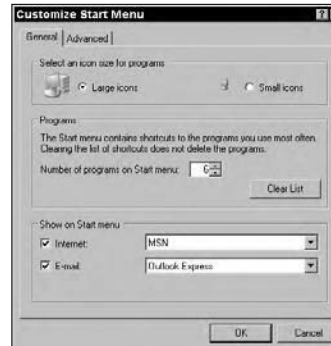 Customize Start Menu
General
Advanced
Select an icon size for programs
Large icons
Small icons
Programs
The Start menu contains shortcuts to the programs you use most often.
Clearing the list of shortcuts does not delete the programs.
Number of programs on Start menu:
6
Clear List
Show on Start menu
Internet:
MSN
E-mail:
Outlook Express
OK
Cancel